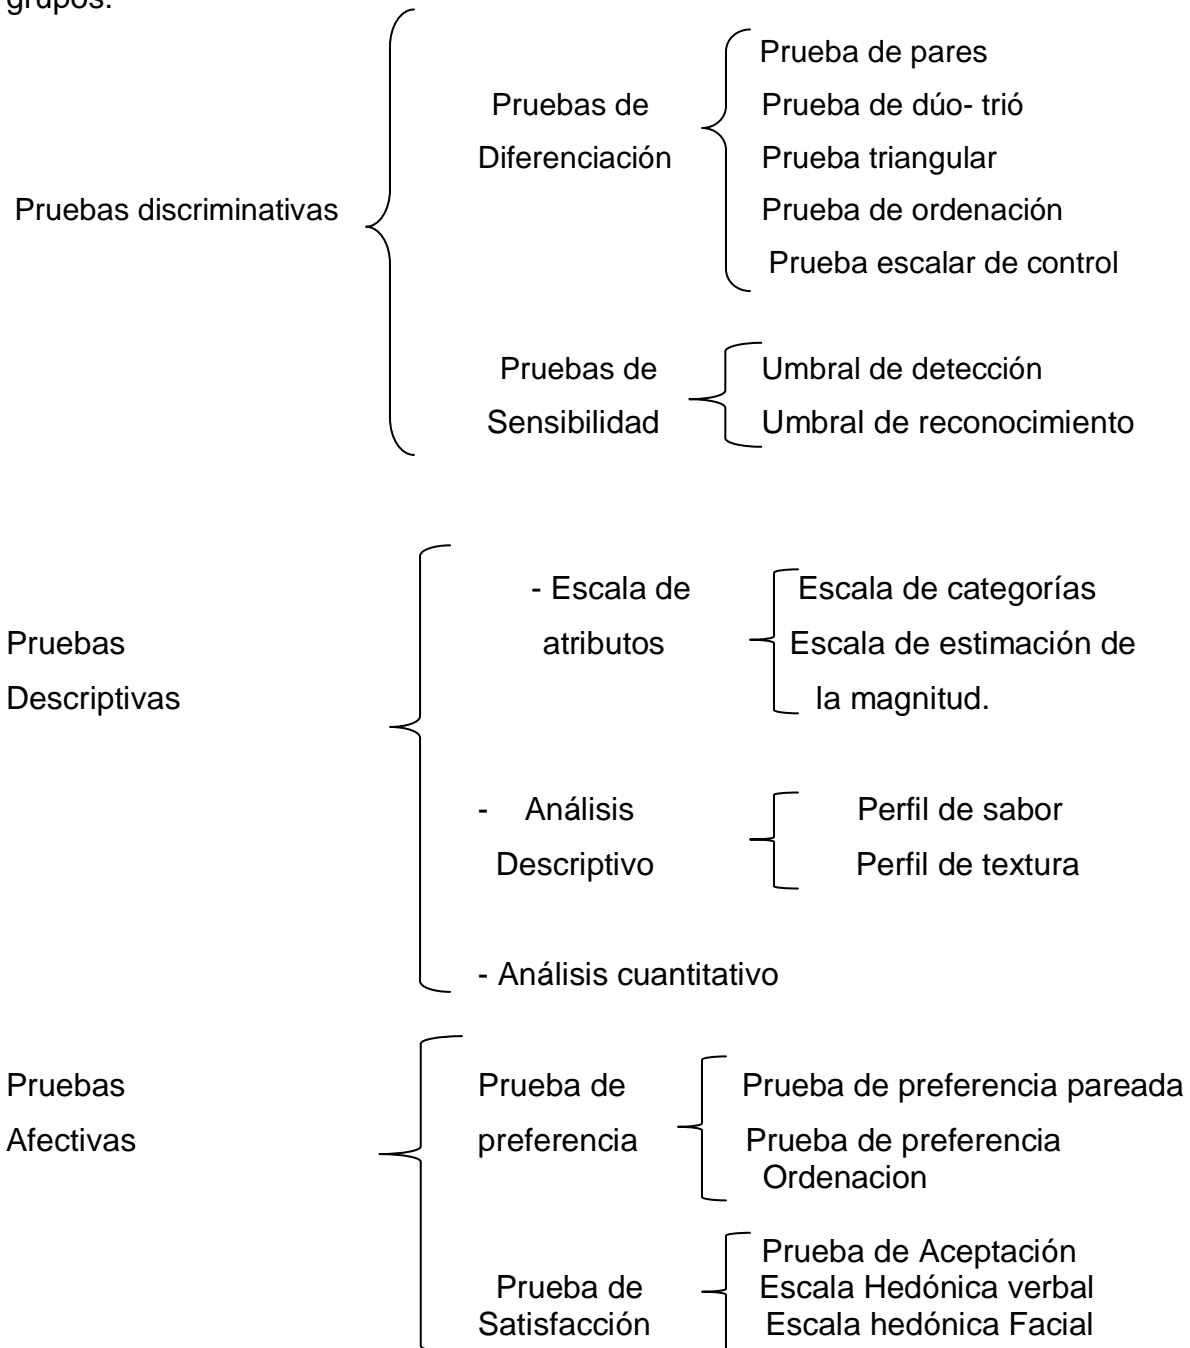 grupos.
Prueba de pares
Pruebas de Prueba de dúo- trió
Diferenciación Prueba triangular
Pruebas discriminativas Prueba de ordenación
Prueba escalar de control
Pruebas de Umbral de detección
Sensibilidad Umbral de reconocimiento
- Escala de Escala de categorías
Pruebas atributos Escala de estimación de
Descriptivas la magnitud.
- Análisis Perfil de sabor
Descriptivo Perfil de textura
- Análisis cuantitativo
Pruebas Prueba de Prueba de preferencia pareada
Afectivas preferencia Prueba de preferencia
Ordenacion
Prueba de Aceptación
Prueba de Escala Hedónica verbal
Satisfacción Escala hedónica Facial